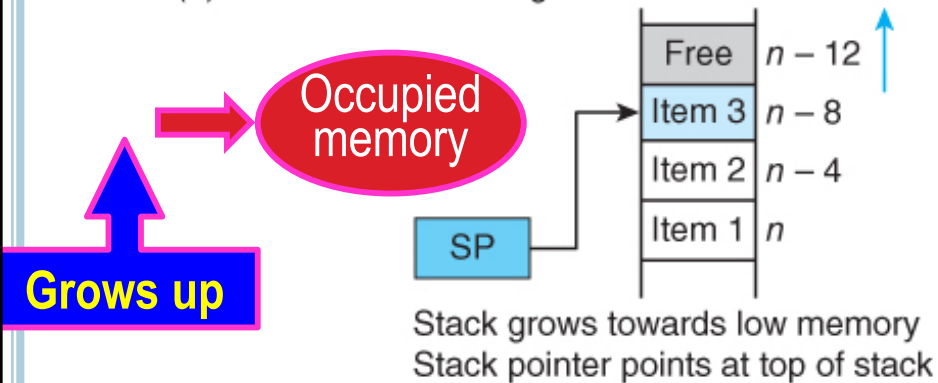 Occupied
memory
Grows up
Free n – 12
Item 3 n – 8
Item 2 n – 4
Item 1 n
SP
Stack grows towards low memory
Stack pointer points at top of stack